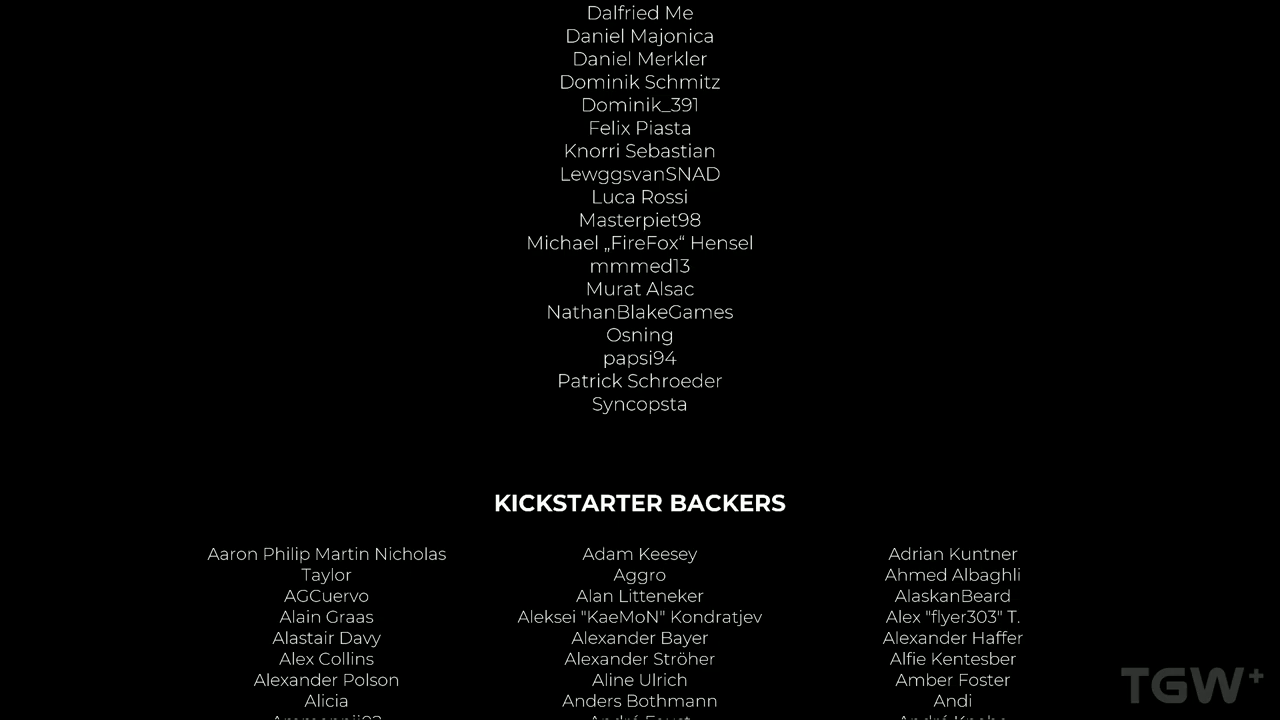 Dalfried Me
Daniel Majonica
Daniel Merkler
Dominik Schmitz
Dominik_391
Felix Piasta
Knorri Sebastian
LewggsvanSNAD
Luca Rossi
Masterpiet98
Michael „FireFox“ Hensel
mmmed13
Murat Alsac
NathanBlakeGames
Osning
papsi94
Patrick Schroeder
Syncopsta
KICKSTARTER BACKERS
Aaron Philip Martin Nicholas Adam Keesey Adrian Kuntner
Taylor Aggro Ahmed Albaghli
AGCuervo Alan Litteneker AlaskanBeard
Alain Graas Aleksei "KaeMoN" Kondratjev Alex "flyer303" T.
Alastair Davy Alexander Bayer Alexander Haffer
Alex Collins Alexander Ströher Alfie Kentesber
Alexander Polson Aline Ulrich Amber Foster
Alicia Anders Bothmann Andi
TGW+